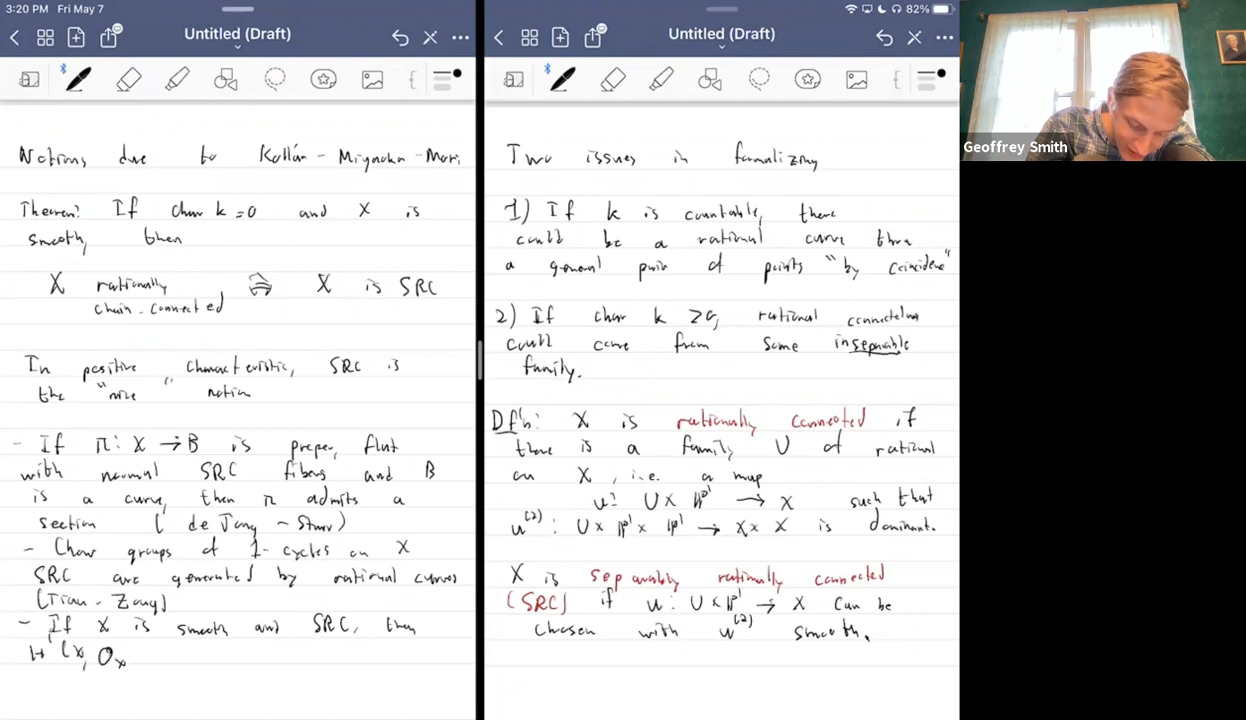 3:20 PM Fri May 7
Untitled (Draft)
Notions due to Kollár - Miyaoka - Mori
Theorem: If char k = 0 and X is
smooth, then
X rationally ⇔ X is SRC
chain-connected
In positive characteristic, SRC is
the "nice" notion
- If π: X → B is proper, flat
with normal SRC fibers and B
is a curve, then π admits a
section (de Jong - Starr)
- Chow groups of 1-cycles on X
SRC are generated by rational curves
(Tian - Zong)
- If X is smooth and SRC, then
H¹(X, O_X
82%
Untitled (Draft)
Two issues in formalizing
1) If k is countable, there
could be a rational curve thru
a general pair of points "by coincidence"
2) If char k > 0, rational connectedness
could come from some inseparable
family.
Df'n: X is rationally connected if
there is a family U of rational
on X, i.e. a map
u: U × P¹ → X such that
u⁽²⁾: U × P¹ × P¹ → X × X is dominant.
X is separably rationally connected
(SRC) if u: U × P¹ → X can be
chosen with u⁽²⁾ smooth.
Geoffrey Smith